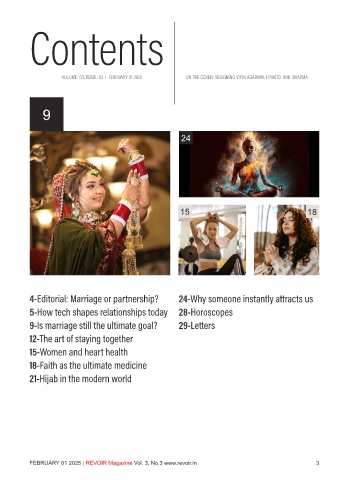 Contents
VOLUME: 03, ISSUE: 03 | FEBRUARY 01 2025
ON THE COVER: DESIGNING VIPIN AGARWAL | PHOTO: ANIS SHARMA
9
24
15
18
4-Editorial: Marriage or partnership?
5-How tech shapes relationships today
9-Is marriage still the ultimate goal?
12-The art of staying together
15-Women and heart health
18-Faith as the ultimate medicine
21-Hijab in the modern world
24-Why someone instantly attracts us
28-Horoscopes
29-Letters
FEBRUARY 01 2025 | REVOIR Magazine Vol. 3, No.3 www.revoir.in
3